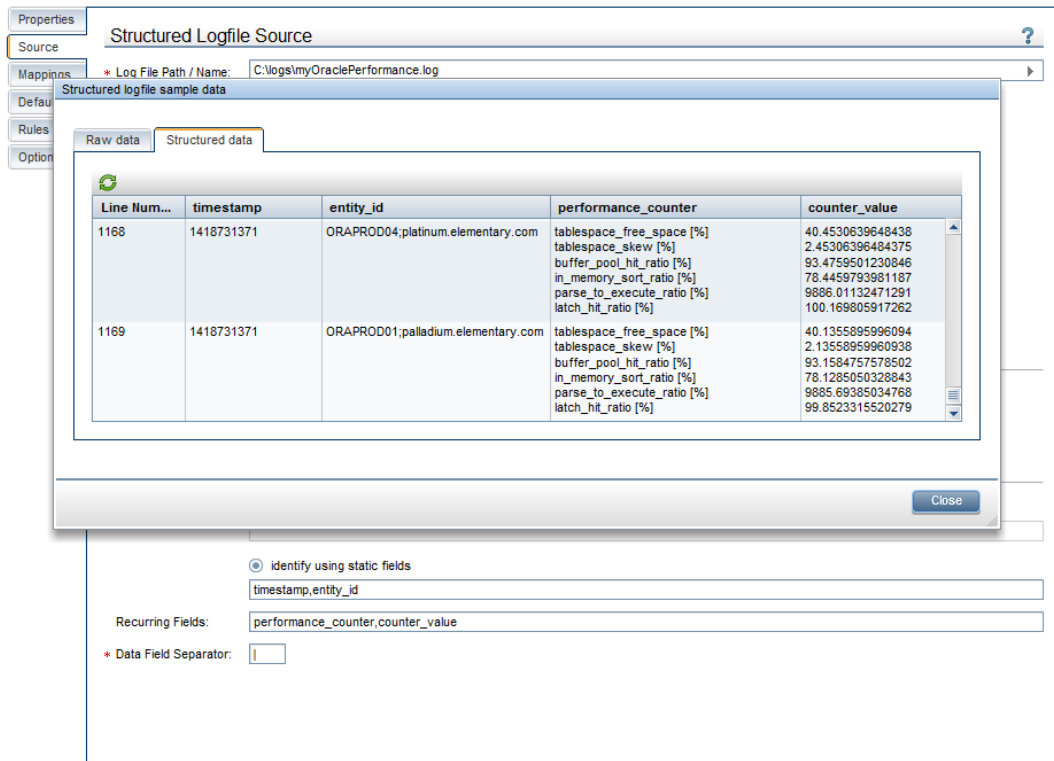 Properties
Source
Mappings
Defau
Rules
Option
Structured Logfile Source
?
* Log File Path / Name:
C:\logs\myOraclePerformance.log
Structured logfile sample data
Raw data
Structured data
Line Num... timestamp entity_id performance_counter counter_value
1168 1418731371 ORAPROD04;platinum.elementary.com tablespace_free_space [%] 40.4530639648438
tablespace_skew [%] 2.45306396484375
buffer_pool_hit_ratio [%] 93.4759501230846
in_memory_sort_ratio [%] 78.4459793981187
parse_to_execute_ratio [%] 9886.01132471291
latch_hit_ratio [%] 100.169805917262
1169 1418731371 ORAPROD01;palladium.elementary.com tablespace_free_space [%] 40.1355895996094
tablespace_skew [%] 2.13558959960938
buffer_pool_hit_ratio [%] 93.1584757578502
in_memory_sort_ratio [%] 78.1285050328843
parse_to_execute_ratio [%] 9885.69385034768
latch_hit_ratio [%] 99.8523315520279
Close
identify using static fields
timestamp,entity_id
Recurring Fields: performance_counter,counter_value
* Data Field Separator: |